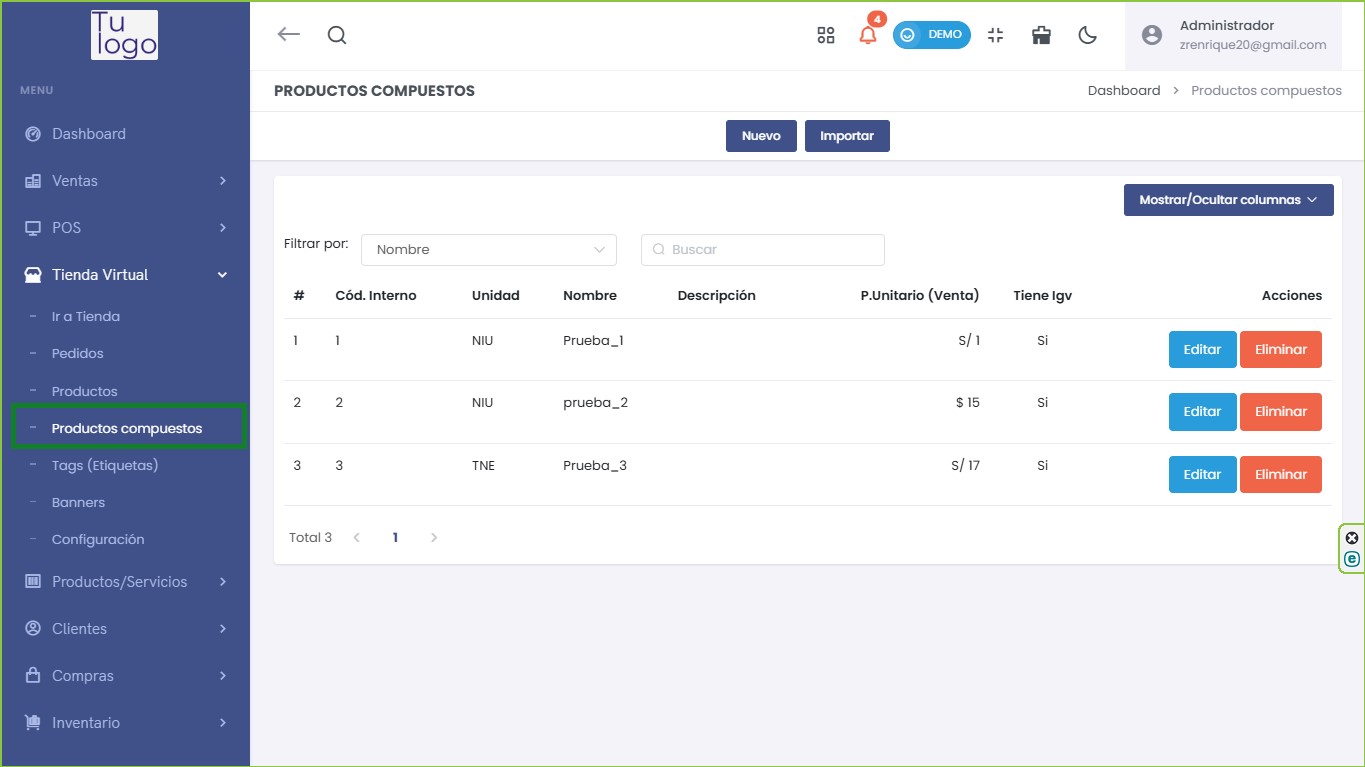 Tu
logo
4
DEMO
Administrador
zrenrique20@gmail.com
MENU
Dashboard
Ventas
POS
Tienda Virtual
- Ir a Tienda
- Pedidos
- Productos
- Productos compuestos
- Tags (Etiquetas)
- Banners
- Configuración
Productos/Servicios
Clientes
Compras
Inventario
PRODUCTOS COMPUESTOS
Dashboard > Productos compuestos
Nuevo Importar
Mostrar/Ocultar columnas
Filtrar por: Nombre Buscar
# Cód. Interno Unidad Nombre Descripción P.Unitario (Venta) Tiene Igv Acciones
1 1 NIU Prueba_1 S/ 1 Si Editar Eliminar
2 2 NIU prueba_2 $ 15 Si Editar Eliminar
3 3 TNE Prueba_3 S/ 17 Si Editar Eliminar
Total 3 < 1 >
e